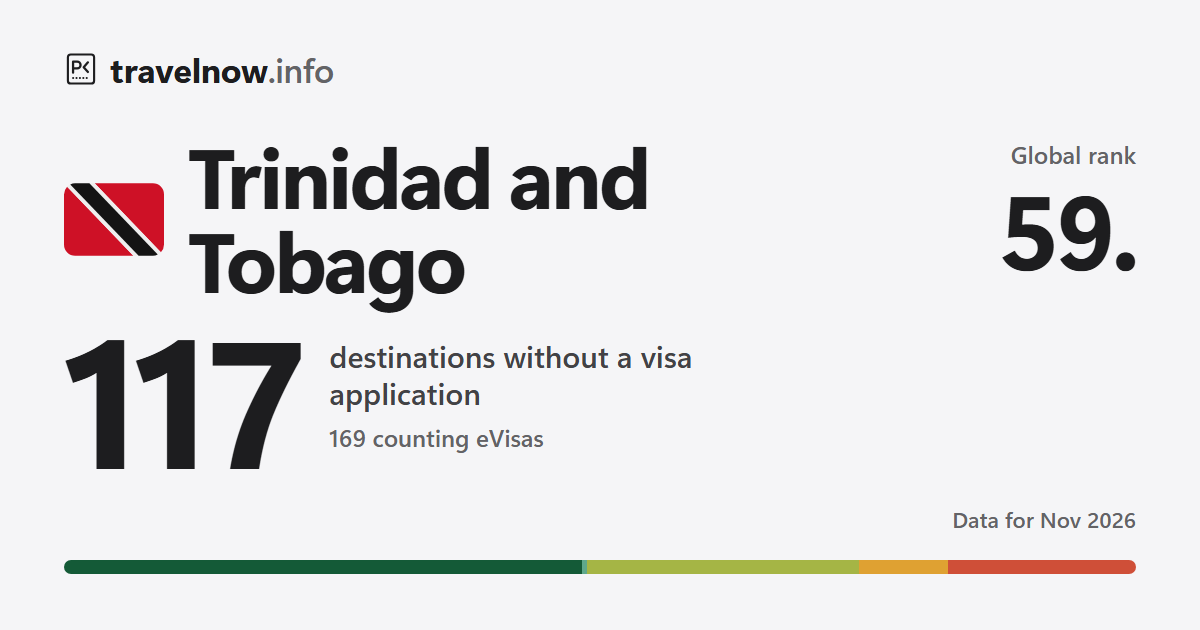 travelnow.info
Trinidad and
Tobago
Global rank
59.
117
destinations without a visa
application
169 counting eVisas
Data for Nov 2026